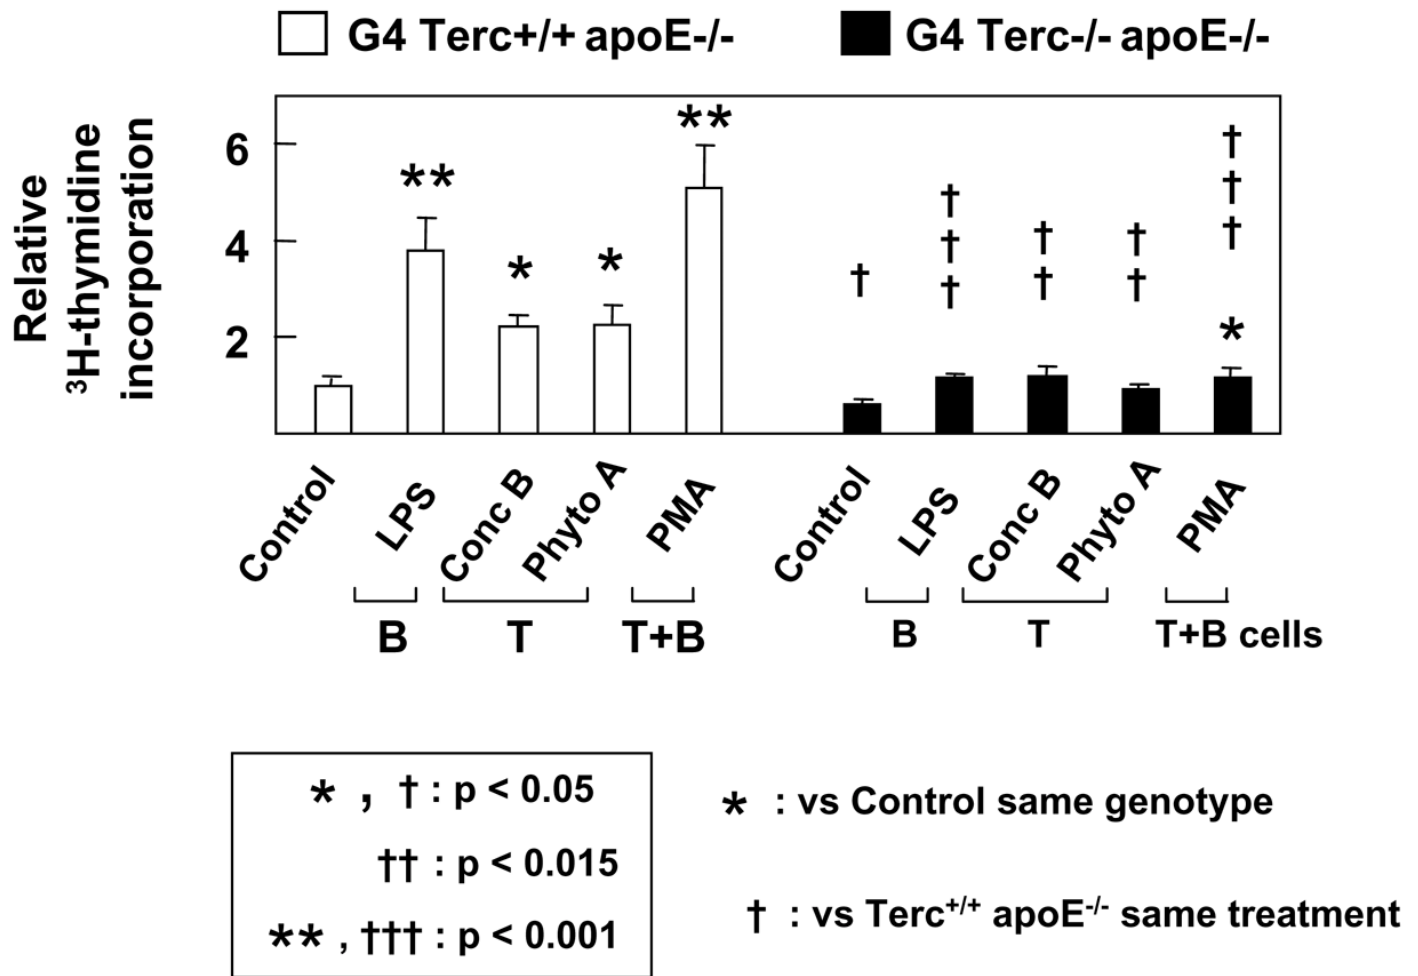 G4 Terc+/+ apoE-/- G4 Terc-/- apoE-/-
Relative
³H-thymidine
incorporation
6
4
2
** * * ** † ††† †† †† ††† *
Control LPS Conc B Phyto A PMA Control LPS Conc B Phyto A PMA
B T T+B B T T+B cells
* , † : p < 0.05
†† : p < 0.015
** , ††† : p < 0.001
* : vs Control same genotype
† : vs Terc+/+ apoE-/- same treatment